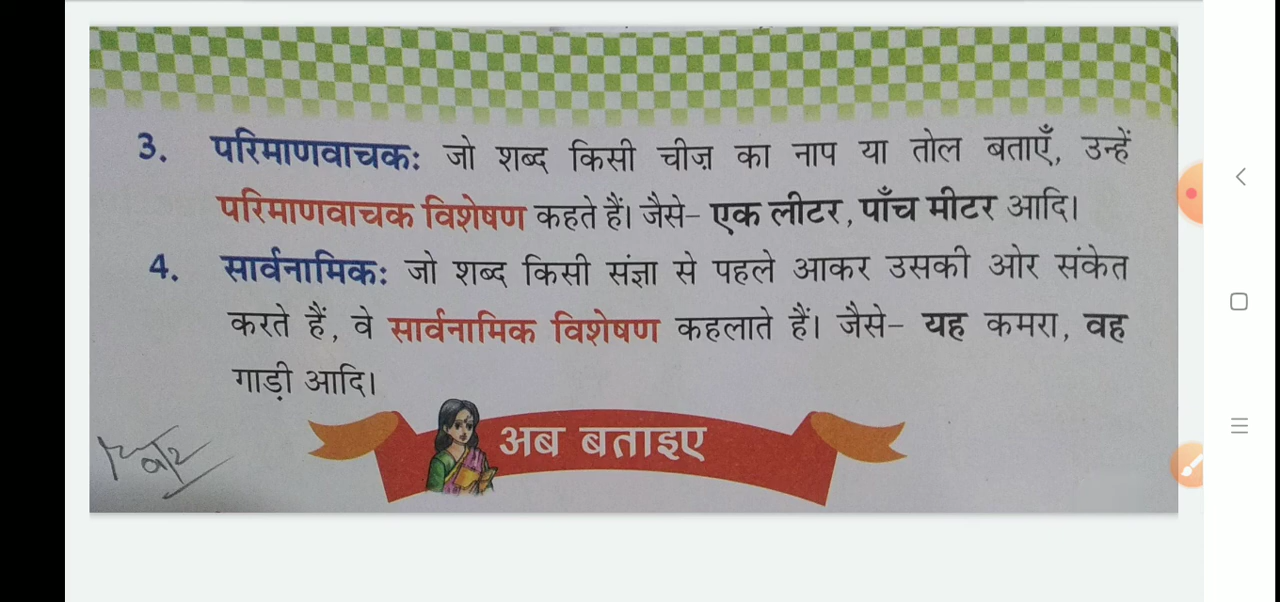 3. परिमाणवाचक: जो शब्द किसी चीज़ का नाप या तोल बताएँ, उन्हें
परिमाणवाचक विशेषण कहते हैं। जैसे- एक लीटर, पाँच मीटर आदि।
4. सार्वनामिक: जो शब्द किसी संज्ञा से पहले आकर उसकी ओर संकेत
करते हैं, वे सार्वनामिक विशेषण कहलाते हैं। जैसे- यह कमरा, वह
गाड़ी आदि।
अब बताइए